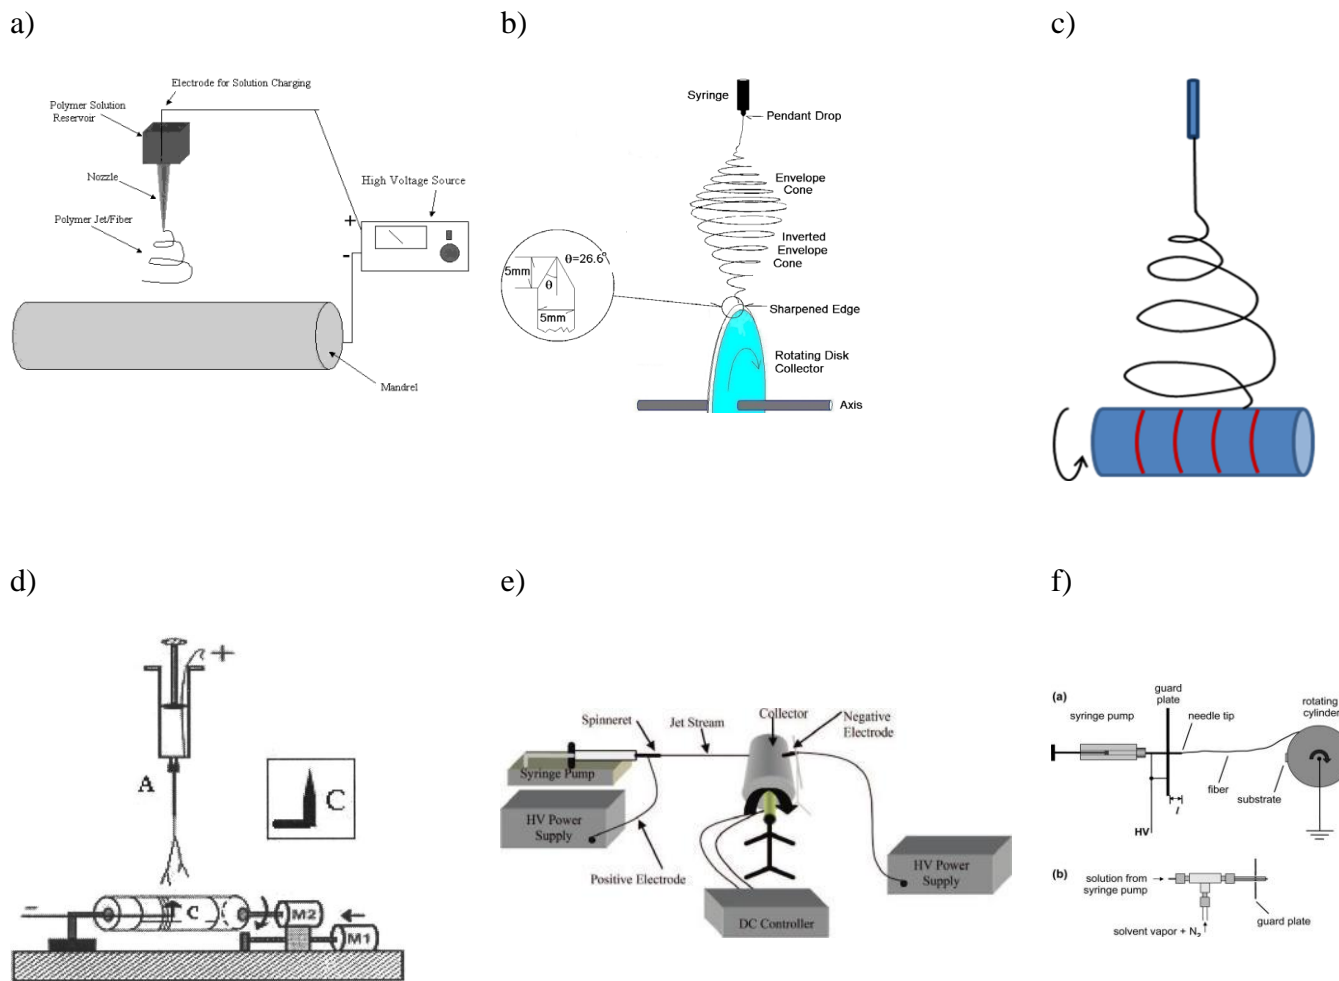 a)
Electrode for Solution Charging
Polymer Solution
Reservoir
Nozzle
High Voltage Source
Polymer Jet/Fiber
+
-
Mandrel
b)
Syringe
Pendant Drop
Envelope
Cone
Inverted
Envelope
Cone
θ=26.6°
5mm
θ
5mm
Sharpened Edge
Rotating Disk
Collector
Axis
c)
d)
+
A
C
C
M2
M1
e)
Spinneret
Jet Stream
Collector
Negative
Electrode
Syringe Pump
HV Power
Supply
Positive Electrode
HV Power
Supply
DC Controller
f)
(a)
guard
plate
syringe pump
needle tip
rotating
cylinder
fiber
substrate
l
HV
(b)
solution from
syringe pump
guard plate
solvent vapor + N2